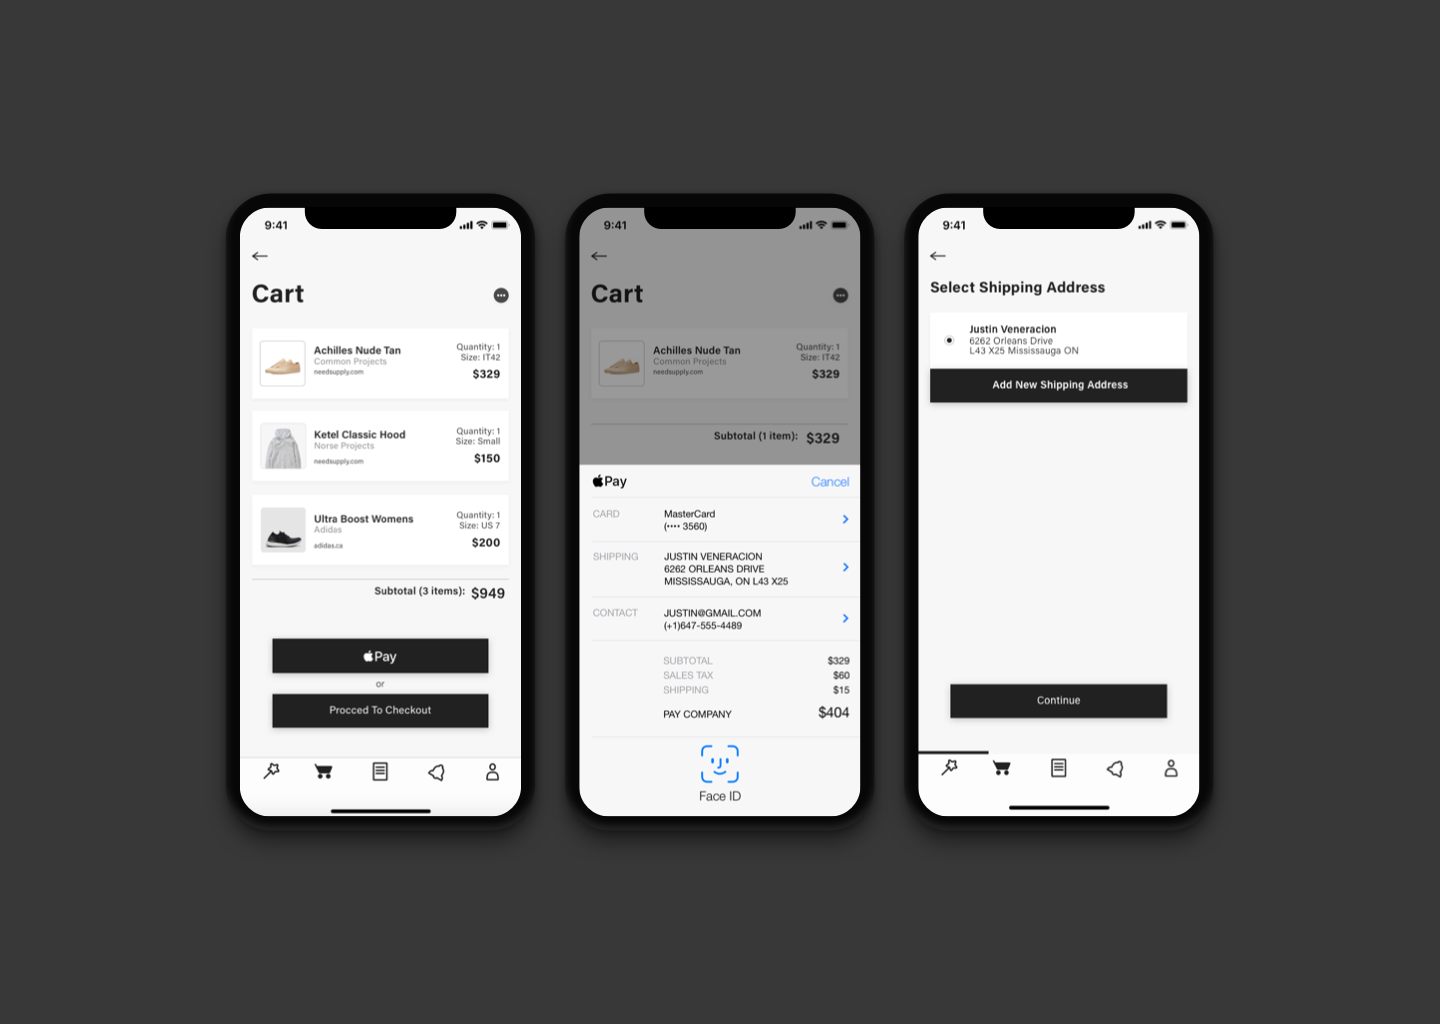 9:41
Cart
Achilles Nude Tan
Common Projects
needsupply.com
Quantity: 1
Size: IT42
$329
Ketel Classic Hood
Norse Projects
needsupply.com
Quantity: 1
Size: Small
$150
Ultra Boost Womens
Adidas
adidas.ca
Quantity: 1
Size: US 7
$200
Subtotal (3 items): $949
Pay
or
Procced To Checkout
9:41
Cart
Achilles Nude Tan
Common Projects
needsupply.com
Quantity: 1
Size: IT42
$329
Subtotal (1 item): $329
Pay
Cancel
CARD
MasterCard
(•••• 3560)
SHIPPING
JUSTIN VENERACION
6262 ORLEANS DRIVE
MISSISSAUGA, ON L43 X25
CONTACT
JUSTIN@GMAIL.COM
(+1)647-555-4489
SUBTOTAL $329
SALES TAX $60
SHIPPING $15
PAY COMPANY $404
Face ID
9:41
Select Shipping Address
Justin Veneracion
6262 Orleans Drive
L43 X25 Mississauga ON
Add New Shipping Address
Continue